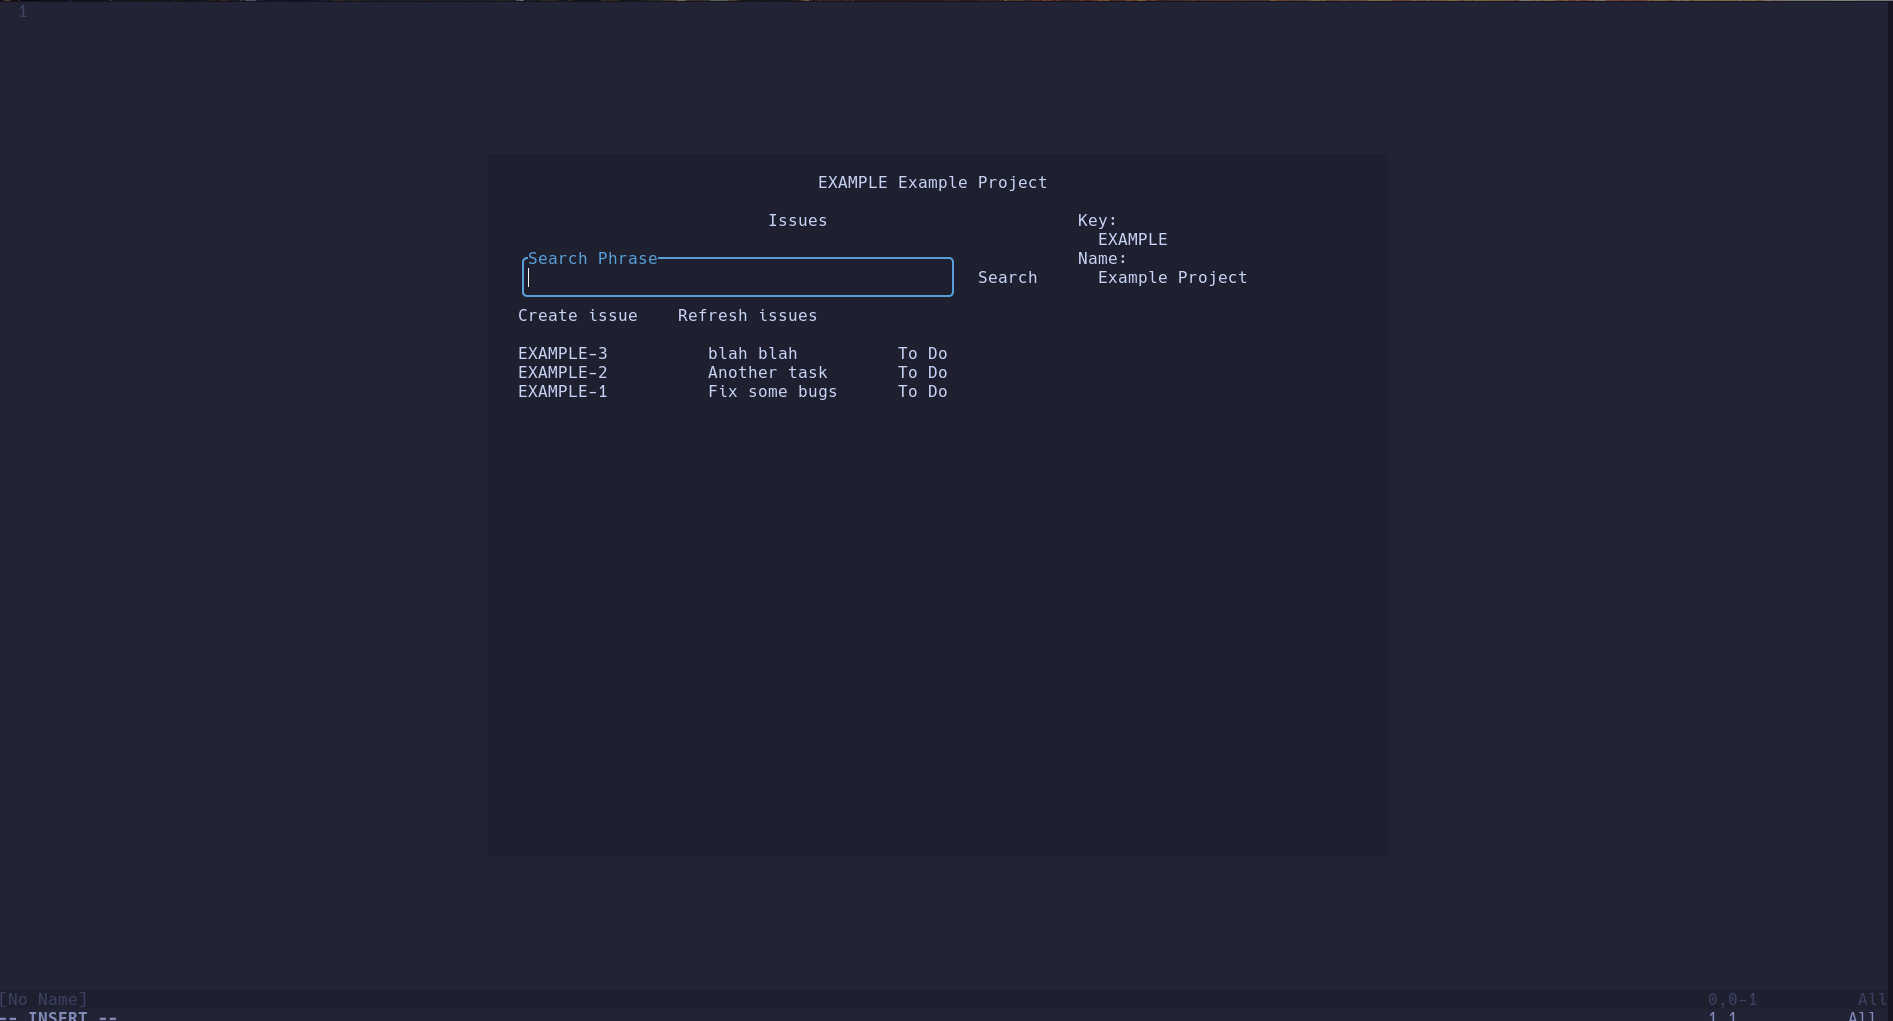 1
EXAMPLE Example Project
Issues
Key:
EXAMPLE
Search Phrase
Name:
Search
Example Project
Create issue Refresh issues
EXAMPLE-3 blah blah To Do
EXAMPLE-2 Another task To Do
EXAMPLE-1 Fix some bugs To Do
[No Name] 0,0-1 All
-- INSERT -- 1,1 All